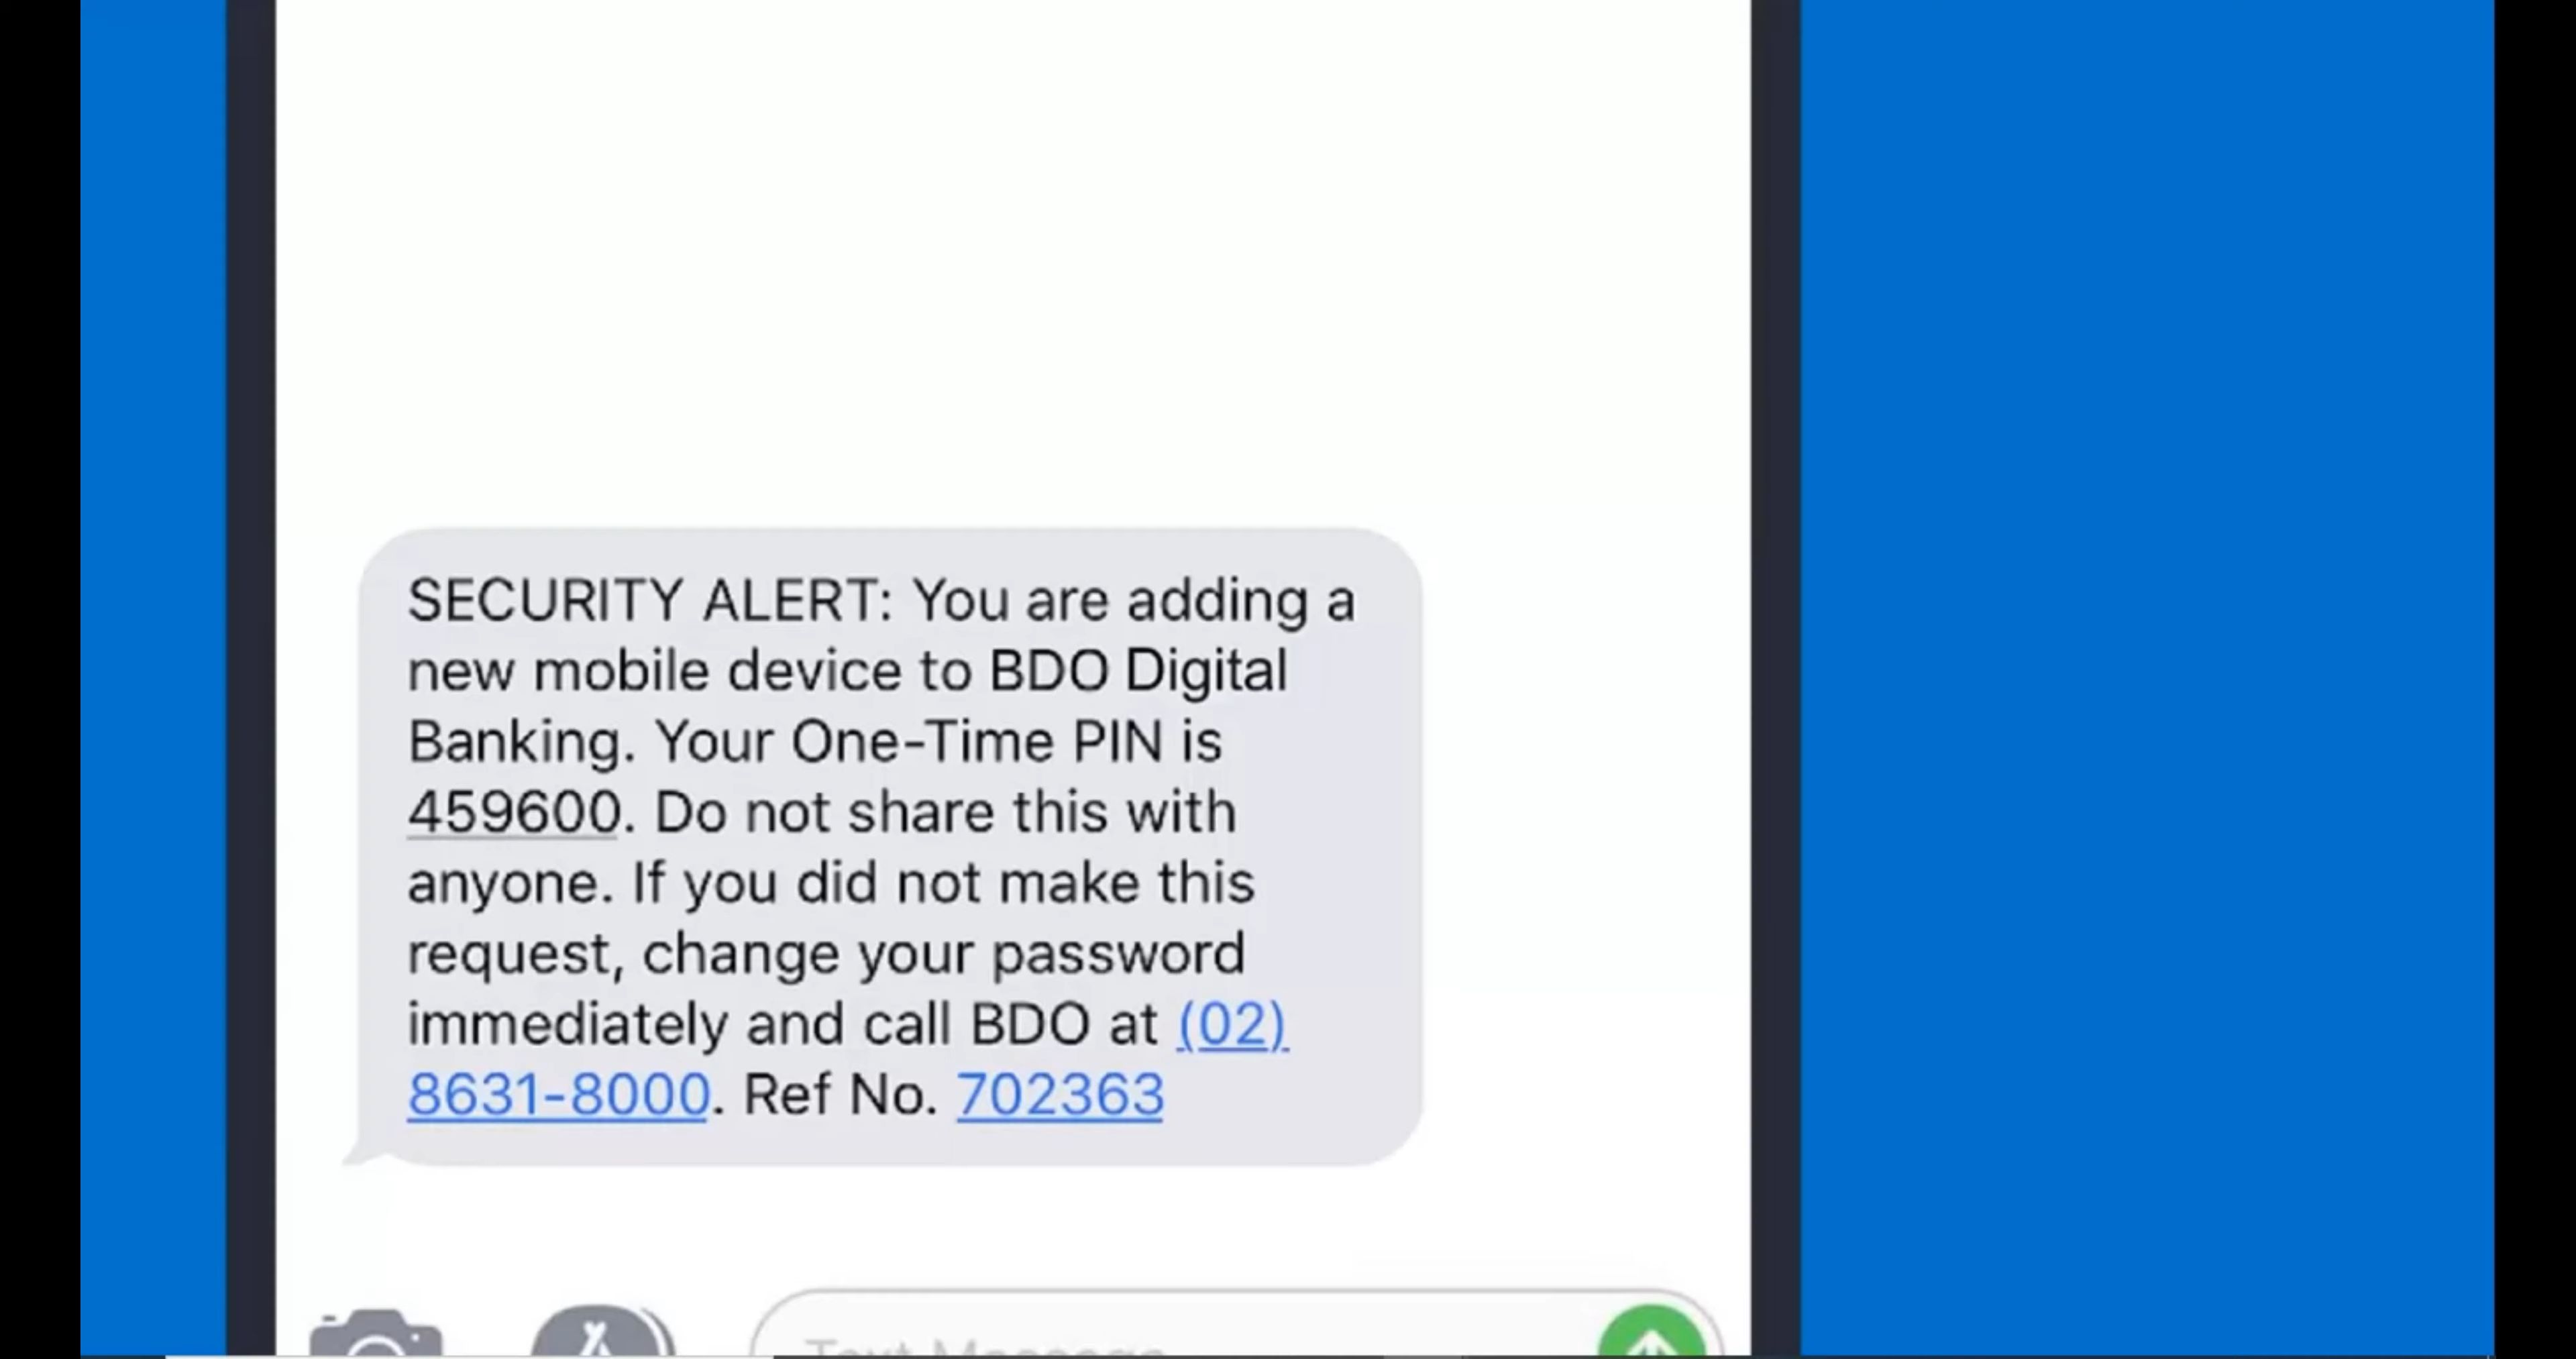 SECURITY ALERT: You are adding a
new mobile device to BDO Digital
Banking. Your One-Time PIN is
459600. Do not share this with
anyone. If you did not make this
request, change your password
immediately and call BDO at (02)
8631-8000. Ref No. 702363
Text Message